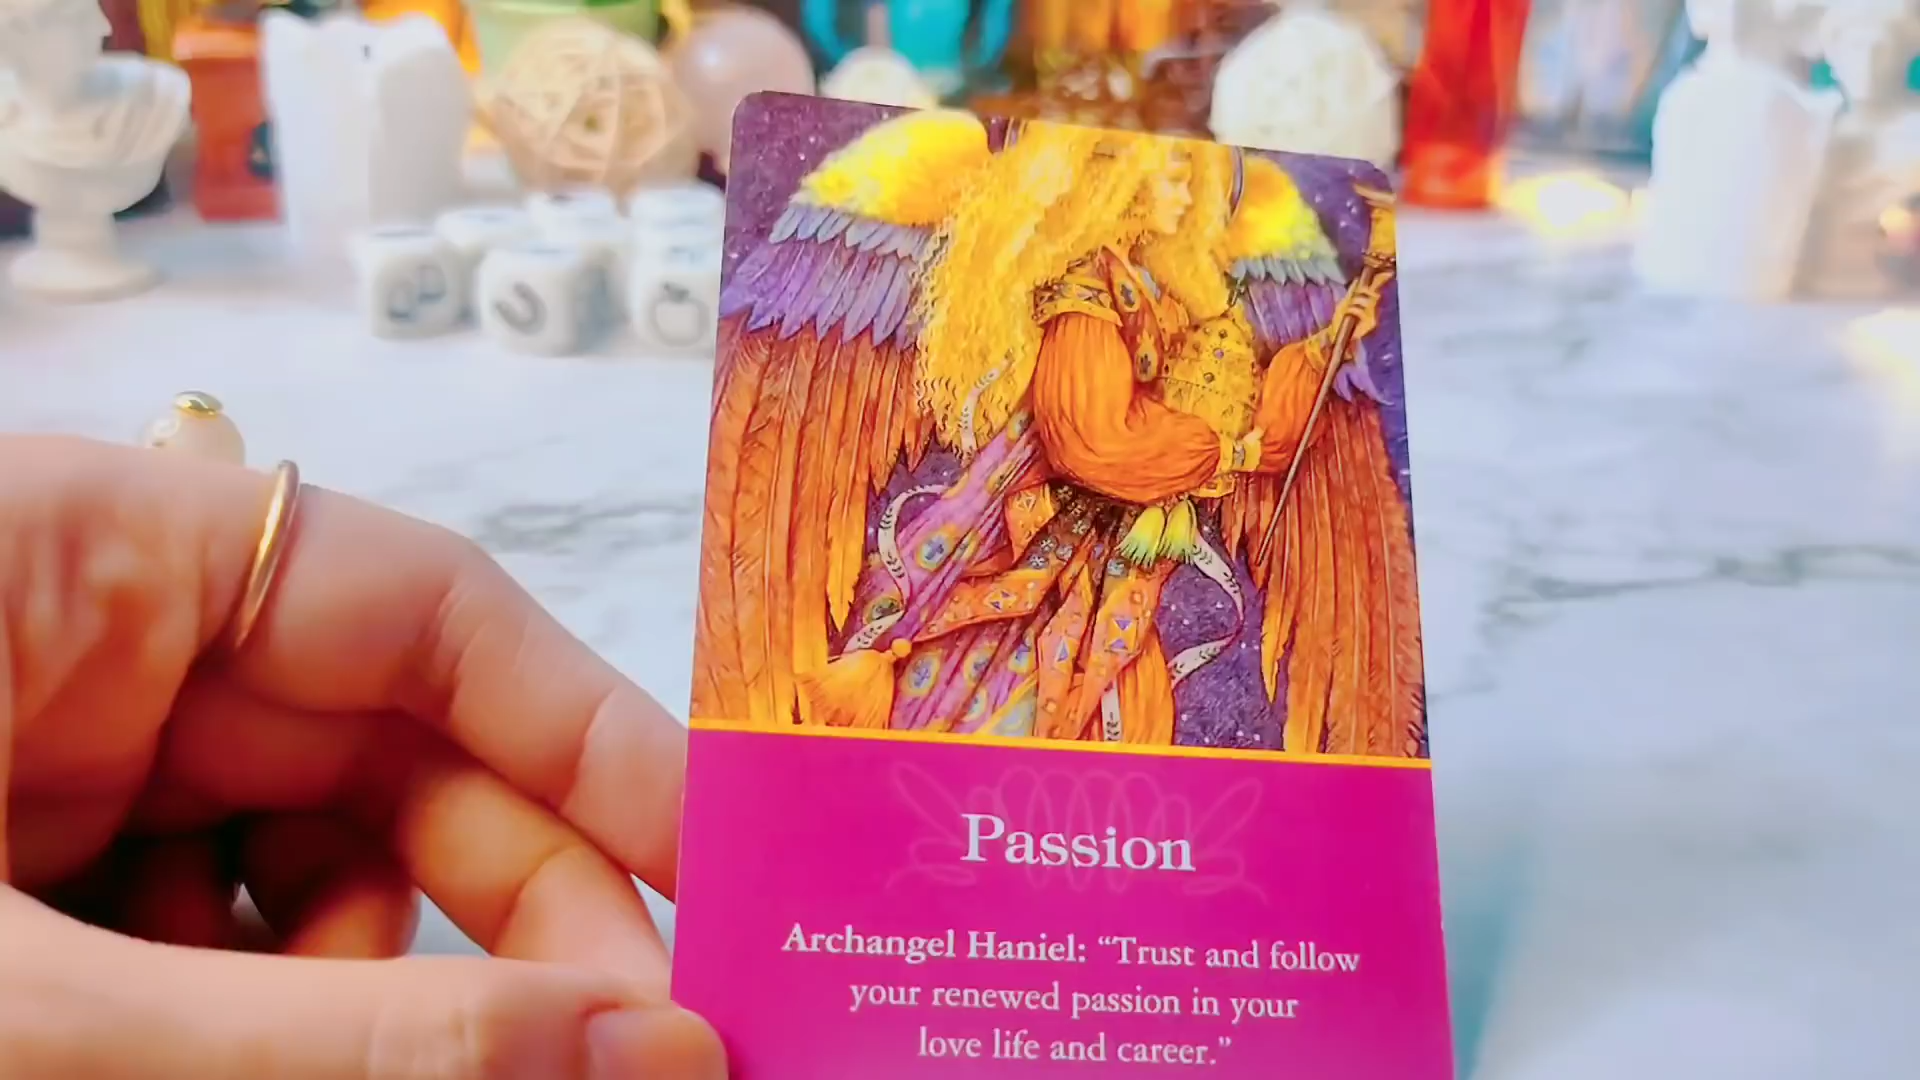 Passion
Archangel Haniel: “Trust and follow
your renewed passion in your
love life and career.”